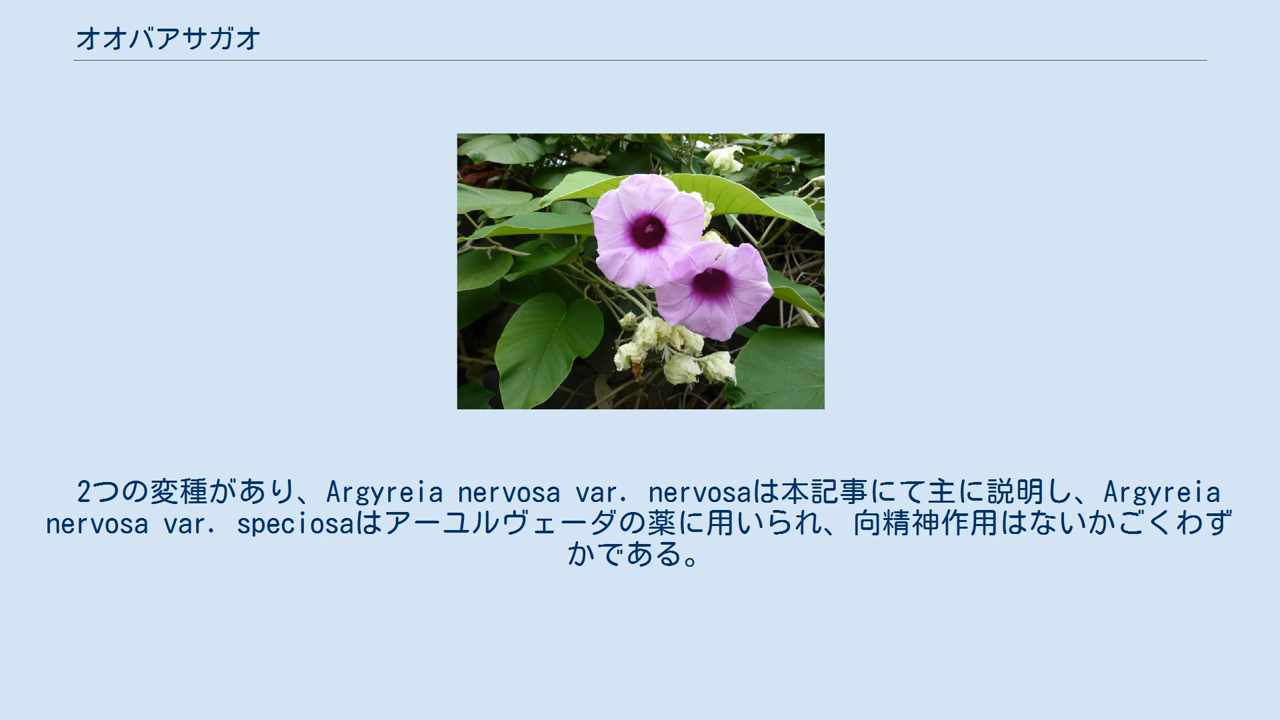 オオバアサガオ
2つの変種があり、Argyreia nervosa var. nervosaは本記事にて主に説明し、Argyreia
nervosa var. speciosaはアーユルヴェーダの薬に用いられ、向精神作用はないかごくわず
かである。